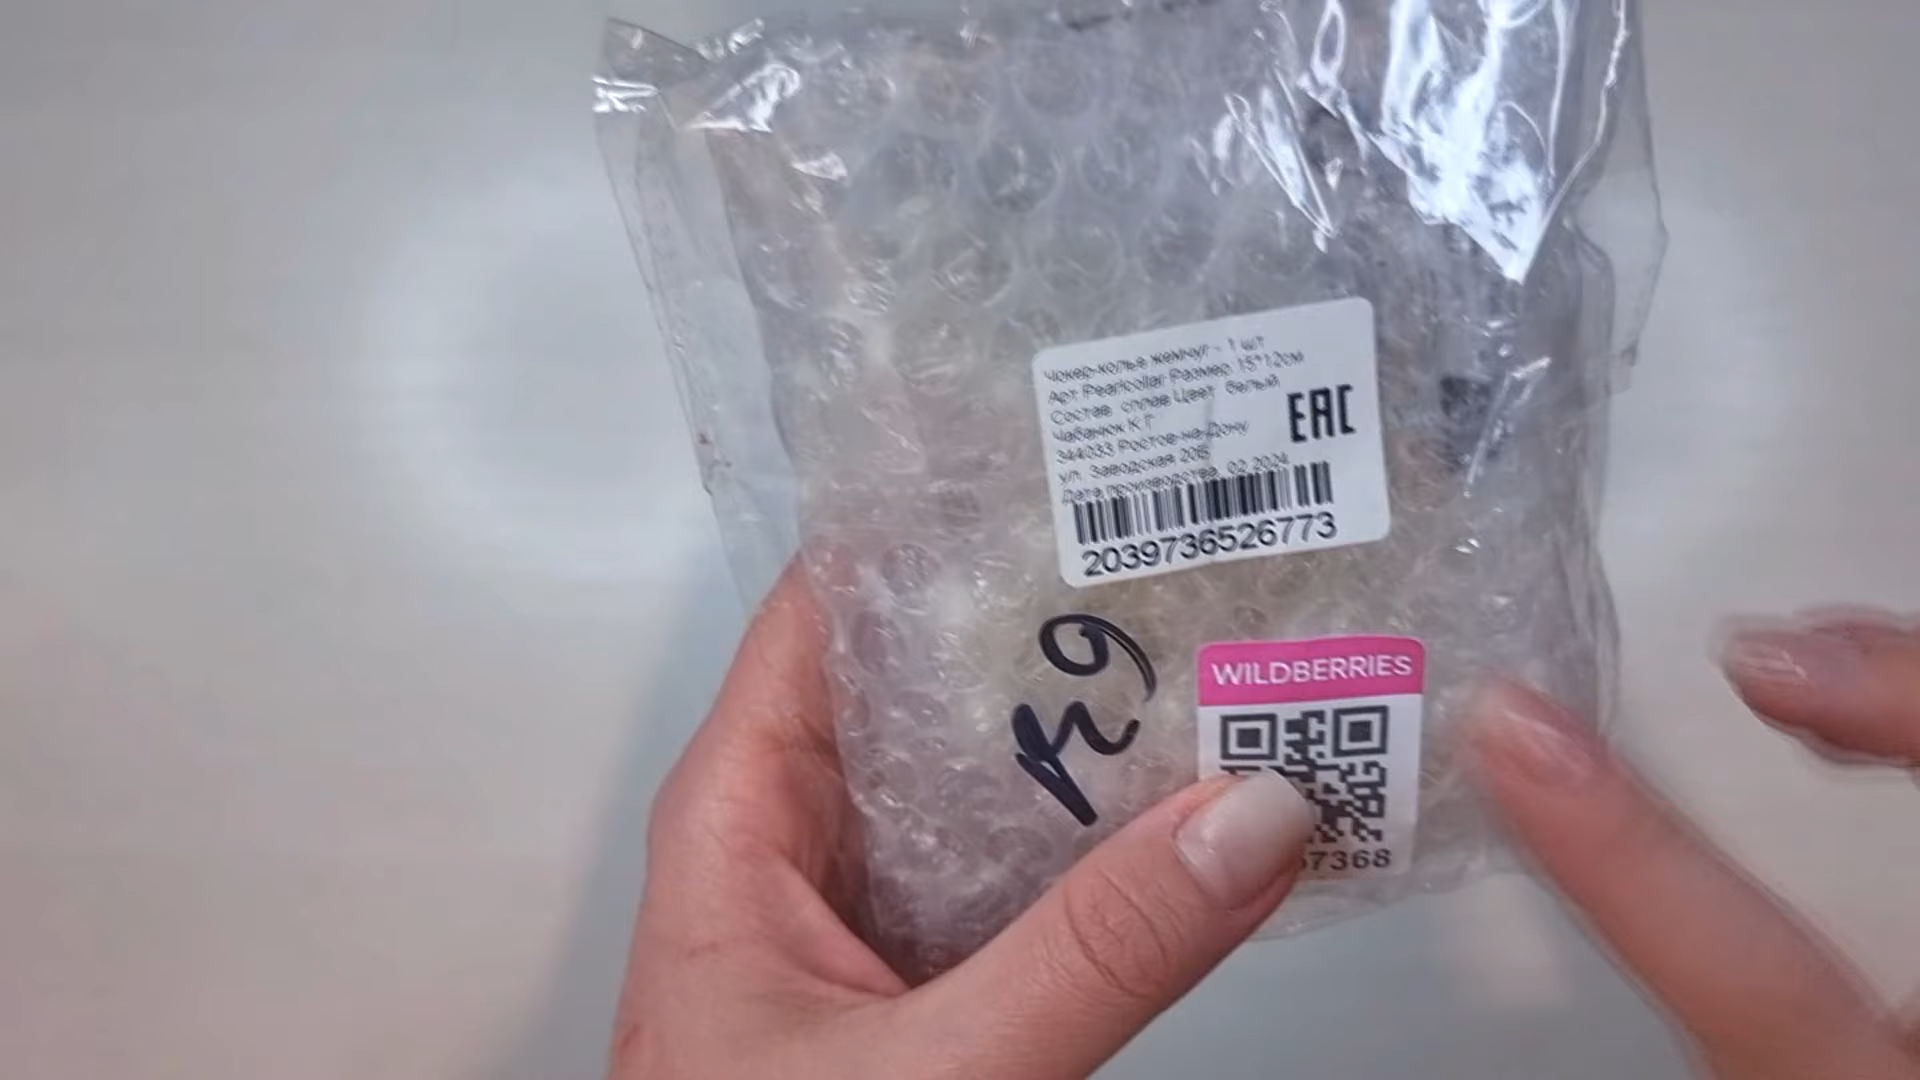 Чокер-колье жемчуг - 1 шт
Арт Pearlcollar Размер 15*12см
Состав сплав Цвет белый
Чабанюк К Г
344033 Ростов-на-Дону
ул. Заводская 20Б
Дата производства 02.2024
EAC
2039736526773
WILDBERRIES
57368